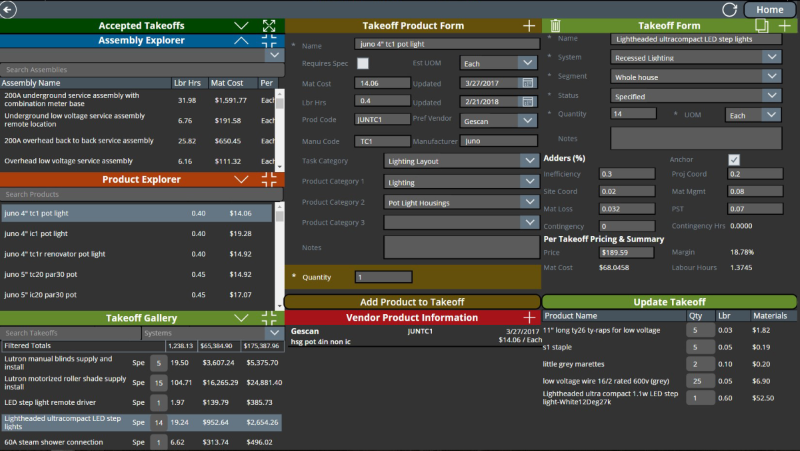 Home
Accepted Takeoffs
Assembly Explorer
Search Assemblies
Assembly Name Lbr Hrs Mat Cost Per
200A underground service assembly with combination meter base 31.98 $1,591.77 Each
Underground low voltage service assembly remote location 6.76 $191.58 Each
200A overhead back to back service assembly 25.82 $650.45 Each
Overhead low voltage service assembly 6.16 $111.32 Each
Product Explorer
Search Products
juno 4" tc1 pot light 0.40 $14.06
juno 4" ic1 pot light 0.40 $19.28
juno 4" tc1r renovator pot light 0.40 $14.92
juno 5" tc20 par30 pot 0.45 $14.92
juno 5" ic20 par30 pot 0.45 $17.07
Takeoff Gallery
Search Takeoffs Systems
Filtered Totals 1,238.13 $65,384.90 $175,387.96
Lutron manual blinds supply and install Spe 5 19.50 $3,607.24 $5,375.70
Lutron motorized roller shade supply install Spe 15 104.71 $16,265.29 $24,881.40
LED step light remote driver Spe 1 1.97 $139.79 $385.73
Lightheaded ultracompact LED step lights Spe 14 19.24 $952.64 $2,654.26
60A steam shower connection Spe 1 6.62 $313.74 $496.02
Takeoff Product Form
* Name juno 4" tc1 pot light
Requires Spec Est UOM Each
Mat Cost 14.06 Updated 3/27/2017
Lbr Hrs 0.4 Updated 2/21/2018
Prod Code JUNTC1 Pref Vendor Gescan
Manu Code TC1 Manufacturer Juno
Task Category Lighting Layout
Product Category 1 Lighting
Product Category 2 Pot Light Housings
Product Category 3
Notes
* Quantity 1
Add Product to Takeoff
Vendor Product Information
Gescan JUNTC1 3/27/2017
hsg pot 4in non ic $14.06 / Each
Takeoff Form
* Name Lightheaded ultracompact LED step lights
* System Recessed Lighting
* Segment Whole house
* Status Specified
* Quantity 14 * UOM Each
Notes
Adders (%) Anchor
Inefficiency 0.3 Proj Coord 0.2
Site Coord 0.02 Mat Mgmt 0.08
Mat Loss 0.032 PST 0.07
Contingency 0 Contingency Hrs 0.0000
Per Takeoff Pricing & Summary
Price $189.59 Margin 18.78%
Mat Cost $68.0458 Labour Hours 1.3745
Update Takeoff
Product Name Qty Lbr Materials
11" long ty26 ty-raps for low voltage 5 0.03 $1.82
s1 staple 5 0.05 $0.19
little grey marettes 2 0.10 $0.20
low voltage wire 16/2 rated 600v (grey) 25 0.05 $6.90
Lightheaded ultra compact 1.1w LED step light-White12Deg27k 1 0.60 $52.50